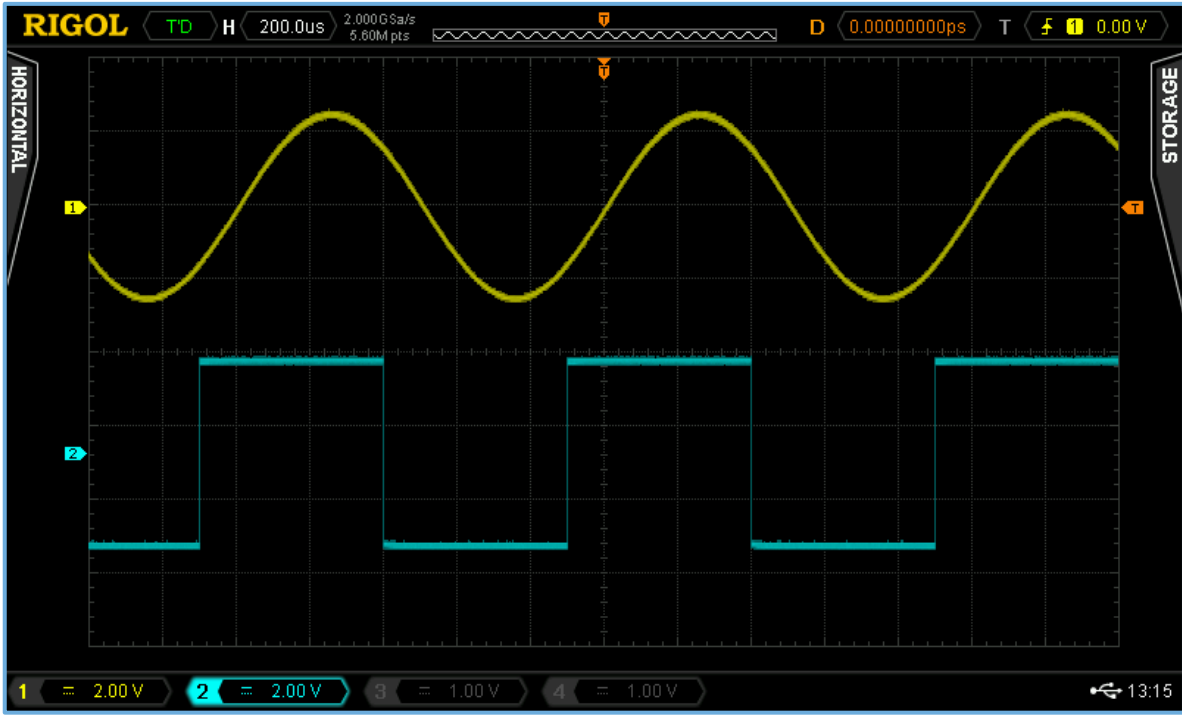 RIGOL T'D H 200.0us 2.000GSa/s
5.60M pts
T D 0.00000000ps T 1 0.00 V
HORIZONTAL
T
STORAGE
1
T
2
1 2.00 V 2 2.00 V 3 1.00 V 4 1.00 V 13:15